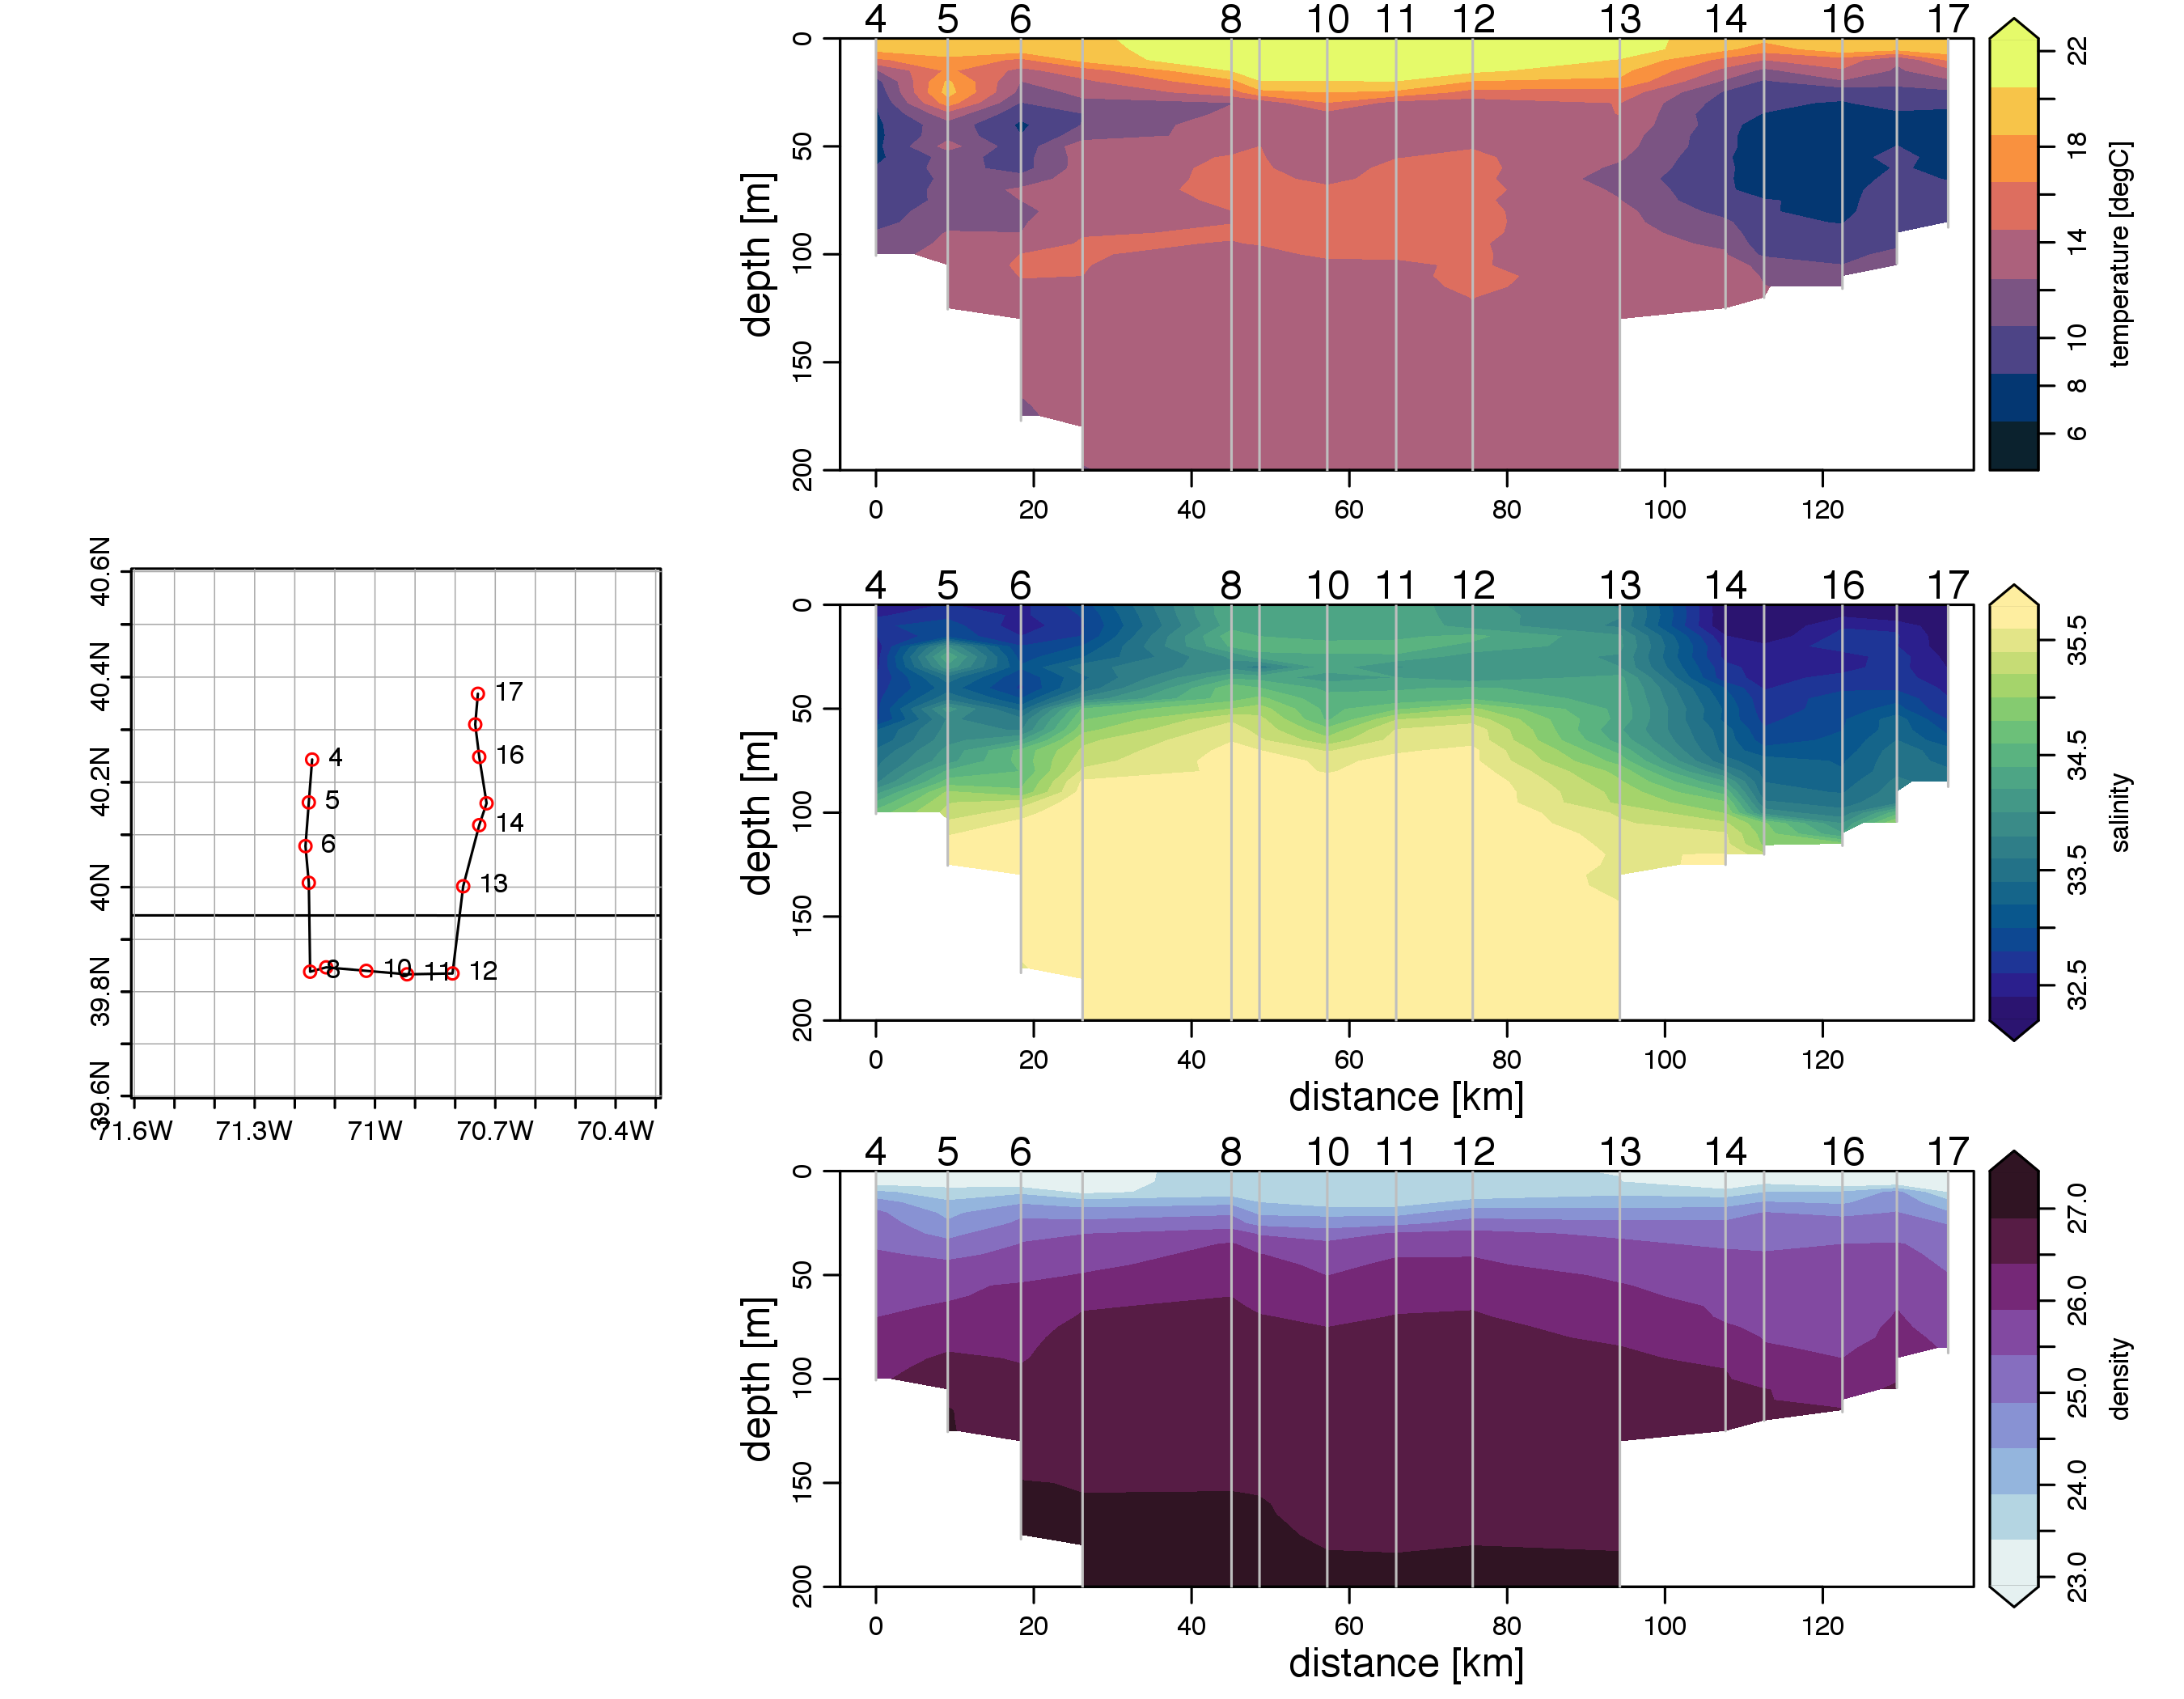 4 5 6 8 10 11 12 13 14 16 17
0
50
100
150
200
depth [m]
0 20 40 60 80 100 120
22
18
14
10
8
6
temperature [degC]
40.6N
40.4N
40.2N
40N
39.8N
39.6N
71.6W 71.3W 71W 70.7W 70.4W
17
4
16
5
14
6
13
8
10
11
12
4 5 6 8 10 11 12 13 14 16 17
0
50
100
150
200
depth [m]
0 20 40 60 80 100 120
distance [km]
35.5
34.5
33.5
32.5
salinity
4 5 6 8 10 11 12 13 14 16 17
0
50
100
150
200
depth [m]
0 20 40 60 80 100 120
distance [km]
27.0
26.0
25.0
24.0
23.0
density